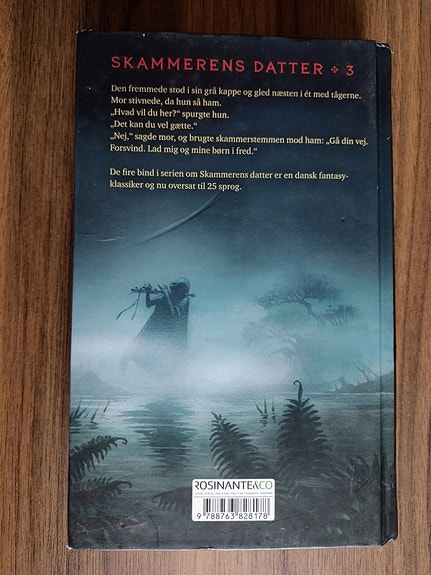 SKAMMERENS DATTER ✠ 3
Den fremmede stod i sin grå kappe og gled næsten i ét med tågerne.
Mor stivnede, da hun så ham.
„Hvad vil du her?“ spurgte hun.
„Det kan du vel gætte.“
„Nej,“ sagde mor, og brugte skammerstemmen mod ham: „Gå din vej.
Forsvind. Lad mig og mine børn i fred.“
De fire bind i serien om Skammerens datter er en dansk fantasy-
klassiker og nu oversat til 25 sprog.
ROSINANTE&CO
9 788763 828178